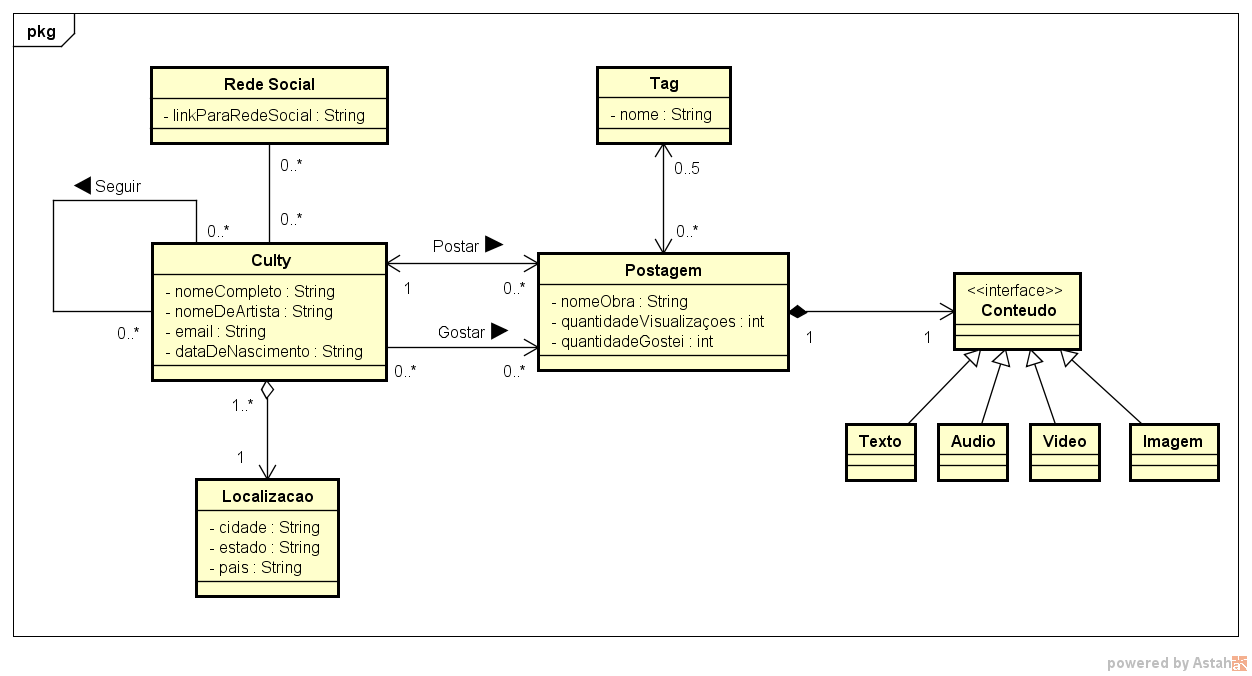 pkg
Rede Social
- linkParaRedeSocial : String
Tag
- nome : String
0..*
0..5
Seguir
0..*
0..*
0..*
Culty
- nomeCompleto : String
- nomeDeArtista : String
- email : String
- dataDeNascimento : String
0..*
Postar
1
0..*
Gostar
0..*
0..*
Postagem
- nomeObra : String
- quantidadeVisualizaçoes : int
- quantidadeGostei : int
1
1
<<interface>>
Conteudo
Texto
Audio
Video
Imagem
1..*
1
Localizacao
- cidade : String
- estado : String
- pais : String
powered by Astah